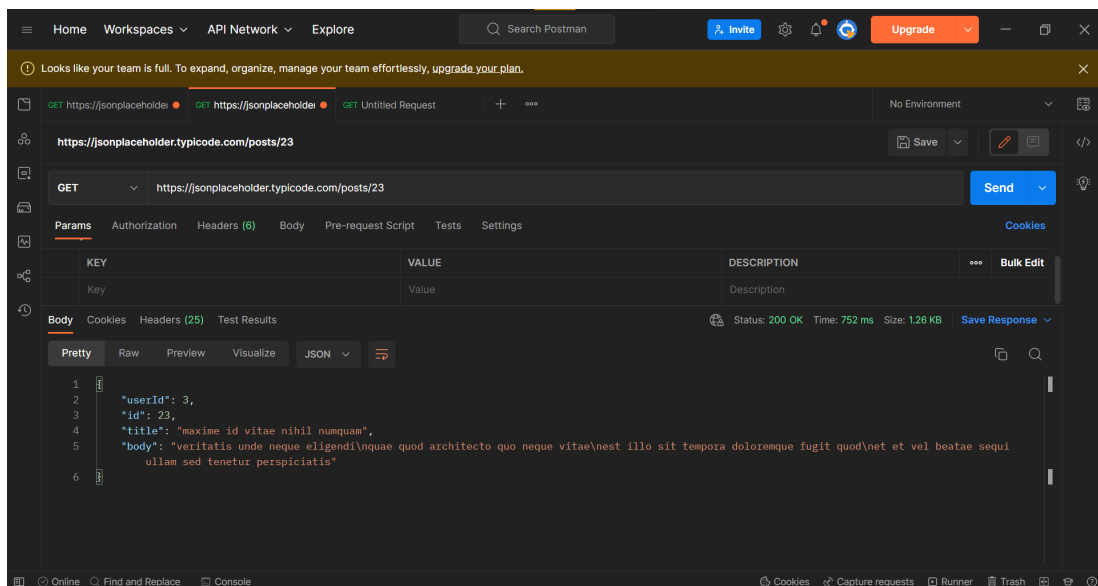 Home Workspaces API Network Explore Search Postman Invite Upgrade
Looks like your team is full. To expand, organize, manage your team effortlessly, upgrade your plan.
GET https://jsonplaceholder GET https://jsonplaceholder GET Untitled Request No Environment
https://jsonplaceholder.typicode.com/posts/23 Save
GET https://jsonplaceholder.typicode.com/posts/23 Send
Params Authorization Headers (6) Body Pre-request Script Tests Settings Cookies
KEY VALUE DESCRIPTION Bulk Edit
Key Value Description
Body Cookies Headers (25) Test Results Status: 200 OK Time: 752 ms Size: 1.26 KB Save Response
Pretty Raw Preview Visualize JSON
1 {
2 "userId": 3,
3 "id": 23,
4 "title": "maxime id vitae nihil numquam",
5 "body": "veritatis unde neque eligendi\nquae quod architecto quo neque vitae\nest illo sit tempora doloremque fugit quod\net et vel beatae sequi
ullam sed tenetur perspiciatis"
6 }
Online Find and Replace Console Cookies Capture requests Runner Trash